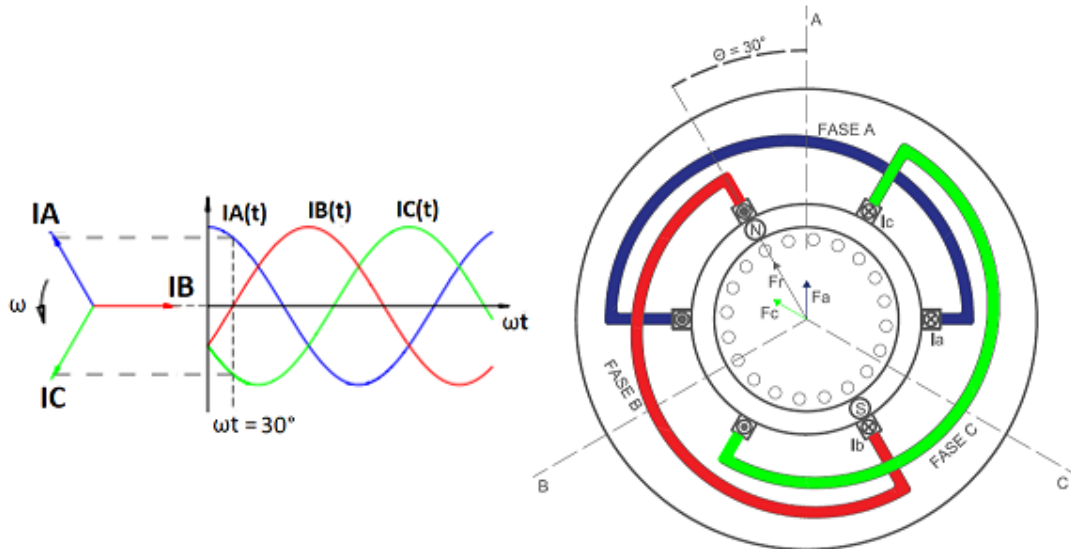 IA
IB
IC
ω
IA(t)
IB(t)
IC(t)
ωt
ωt = 30°
A
Θ = 30°
FASE A
Ic
N
Fr
Fa
Fc
Ia
FASE B
S
Ib
FASE C
B
C